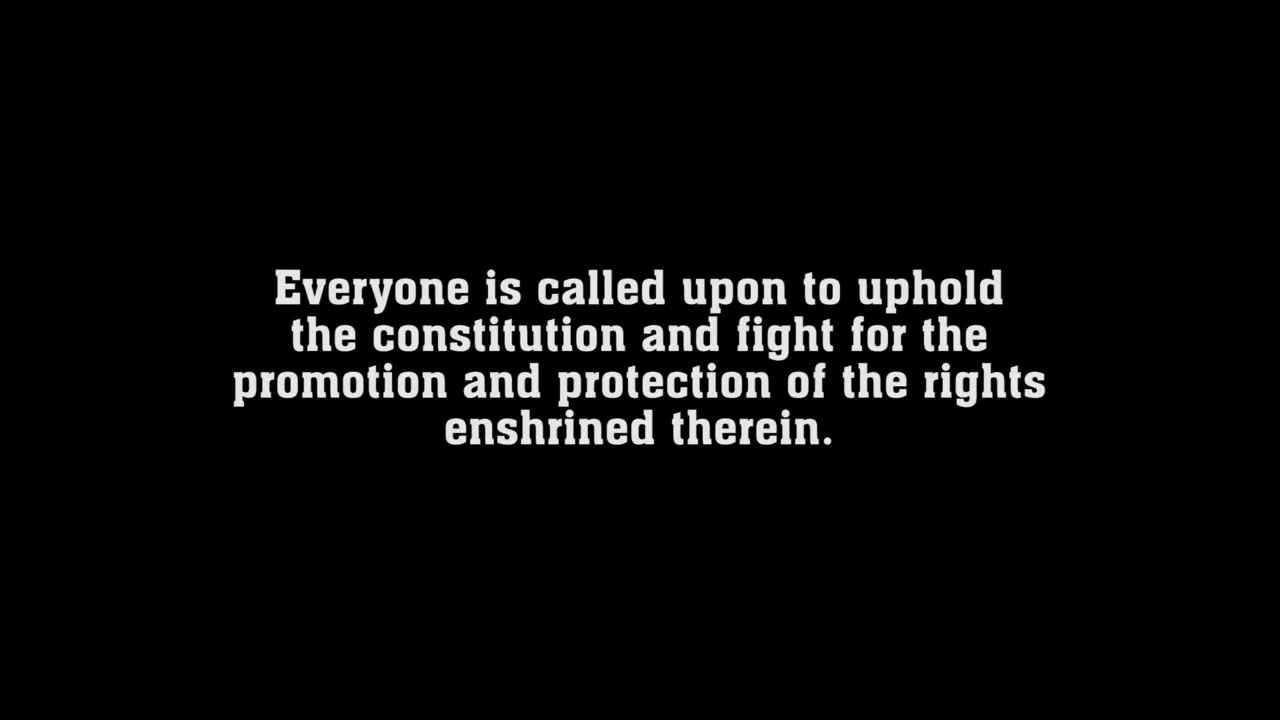 Everyone is called upon to uphold
the constitution and fight for the
promotion and protection of the rights
enshrined therein.